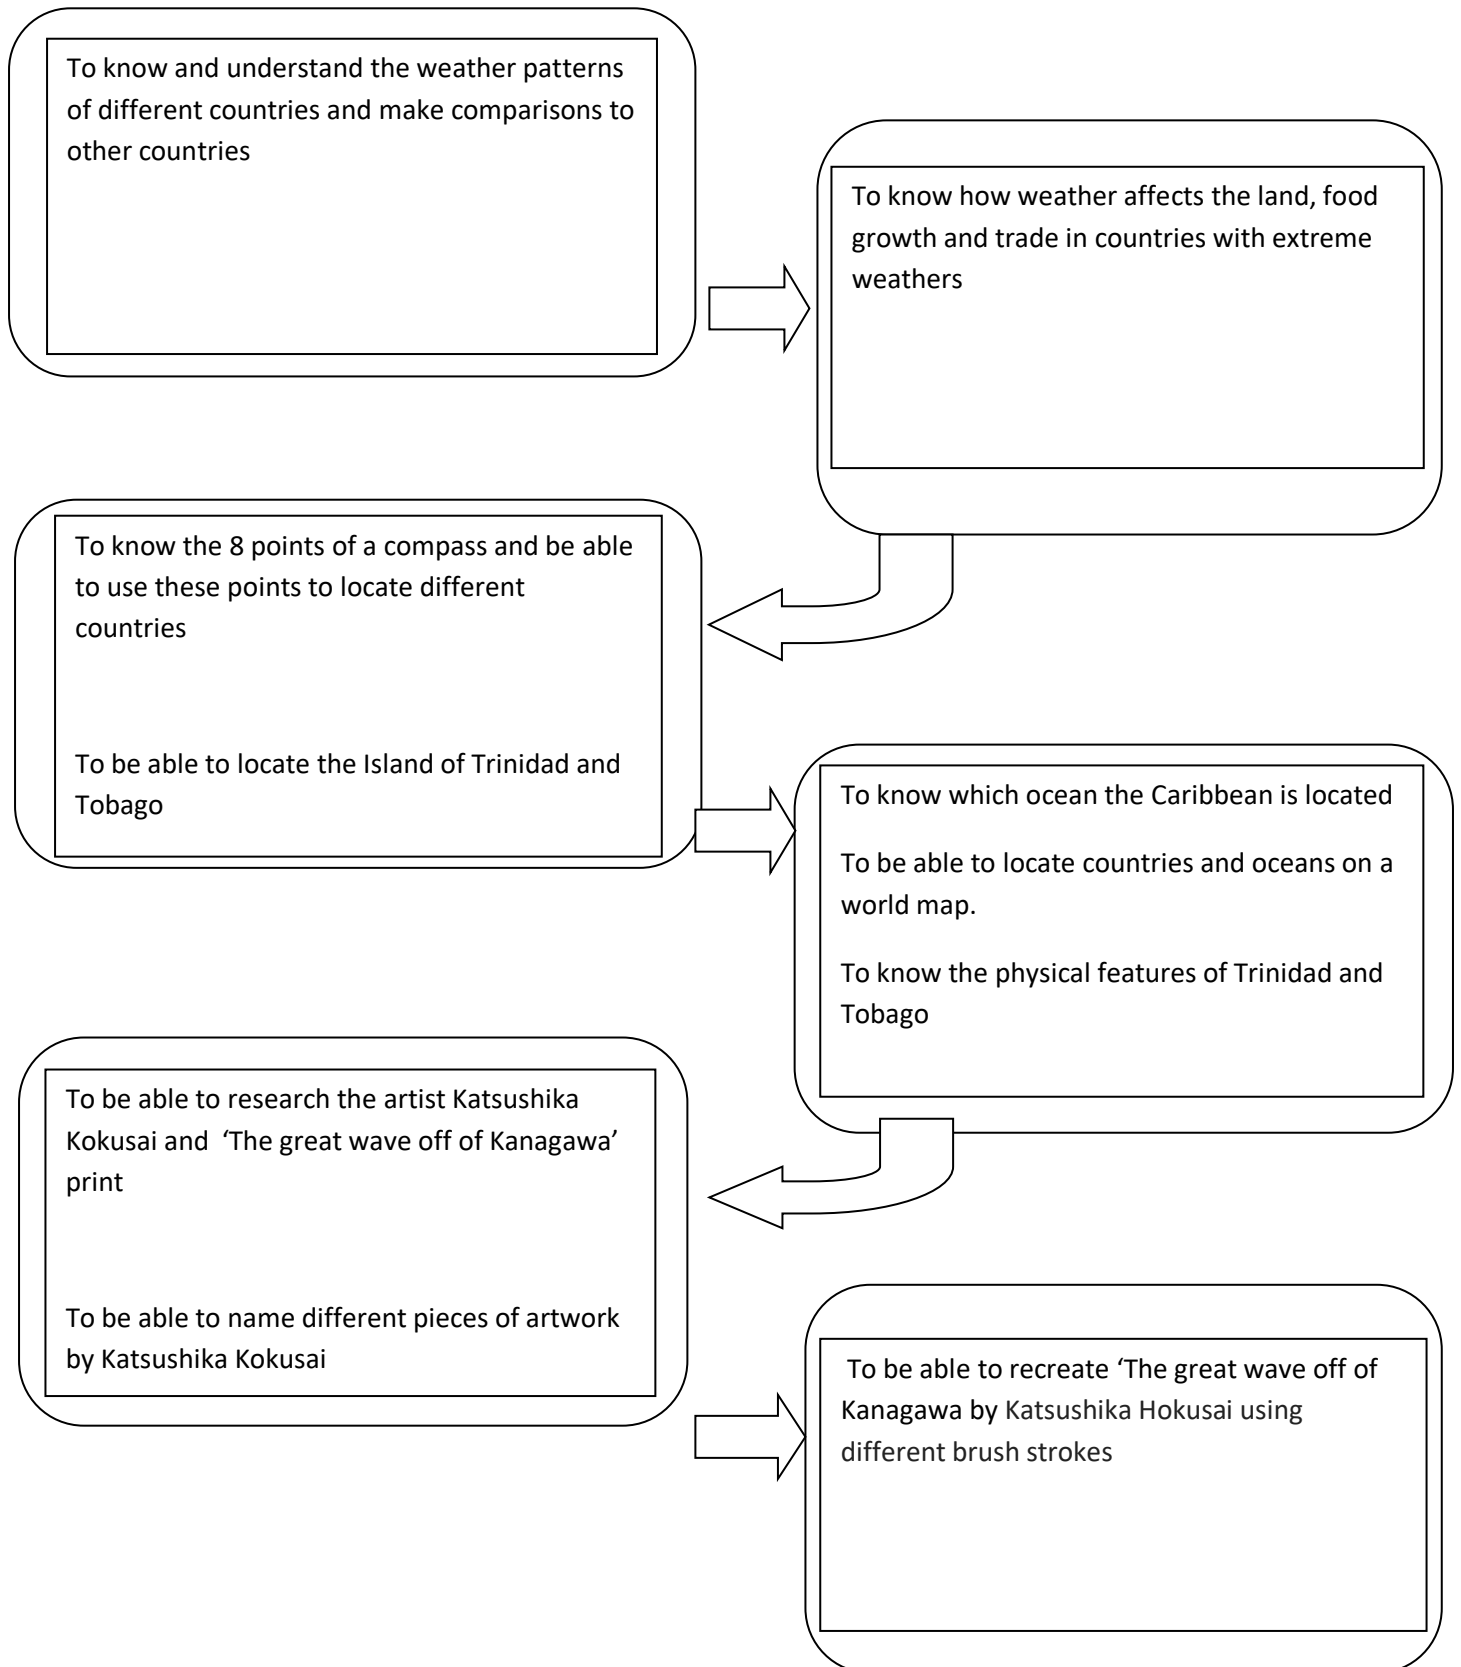 To know and understand the weather patterns
of different countries and make comparisons to
other countries
To know how weather affects the land, food
growth and trade in countries with extreme
weathers
To know the 8 points of a compass and be able
to use these points to locate different
countries
To be able to locate the Island of Trinidad and
Tobago
To know which ocean the Caribbean is located
To be able to locate countries and oceans on a
world map.
To know the physical features of Trinidad and
Tobago
To be able to research the artist Katsushika
Kokusai and ‘The great wave off of Kanagawa’
print
To be able to name different pieces of artwork
by Katsushika Kokusai
To be able to recreate ‘The great wave off of
Kanagawa by Katsushika Hokusai using
different brush strokes